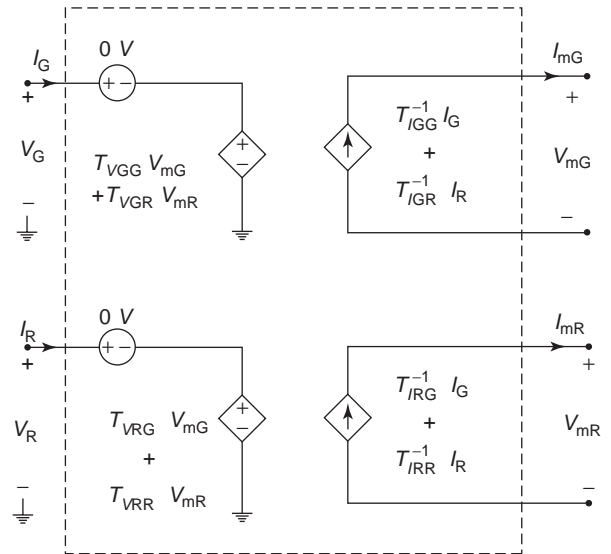 I_G
0 V
I_mG
+
+ −
+
V_G
T_VGG V_mG
+T_VGR V_mR
+
−
T_IGG^−1 I_G
+
T_IGR^−1 I_R
V_mG
−
−
I_R
0 V
I_mR
+
+ −
+
V_R
T_VRG V_mG
+
T_VRR V_mR
+
−
T_IRG^−1 I_G
+
T_IRR^−1 I_R
V_mR
−
−